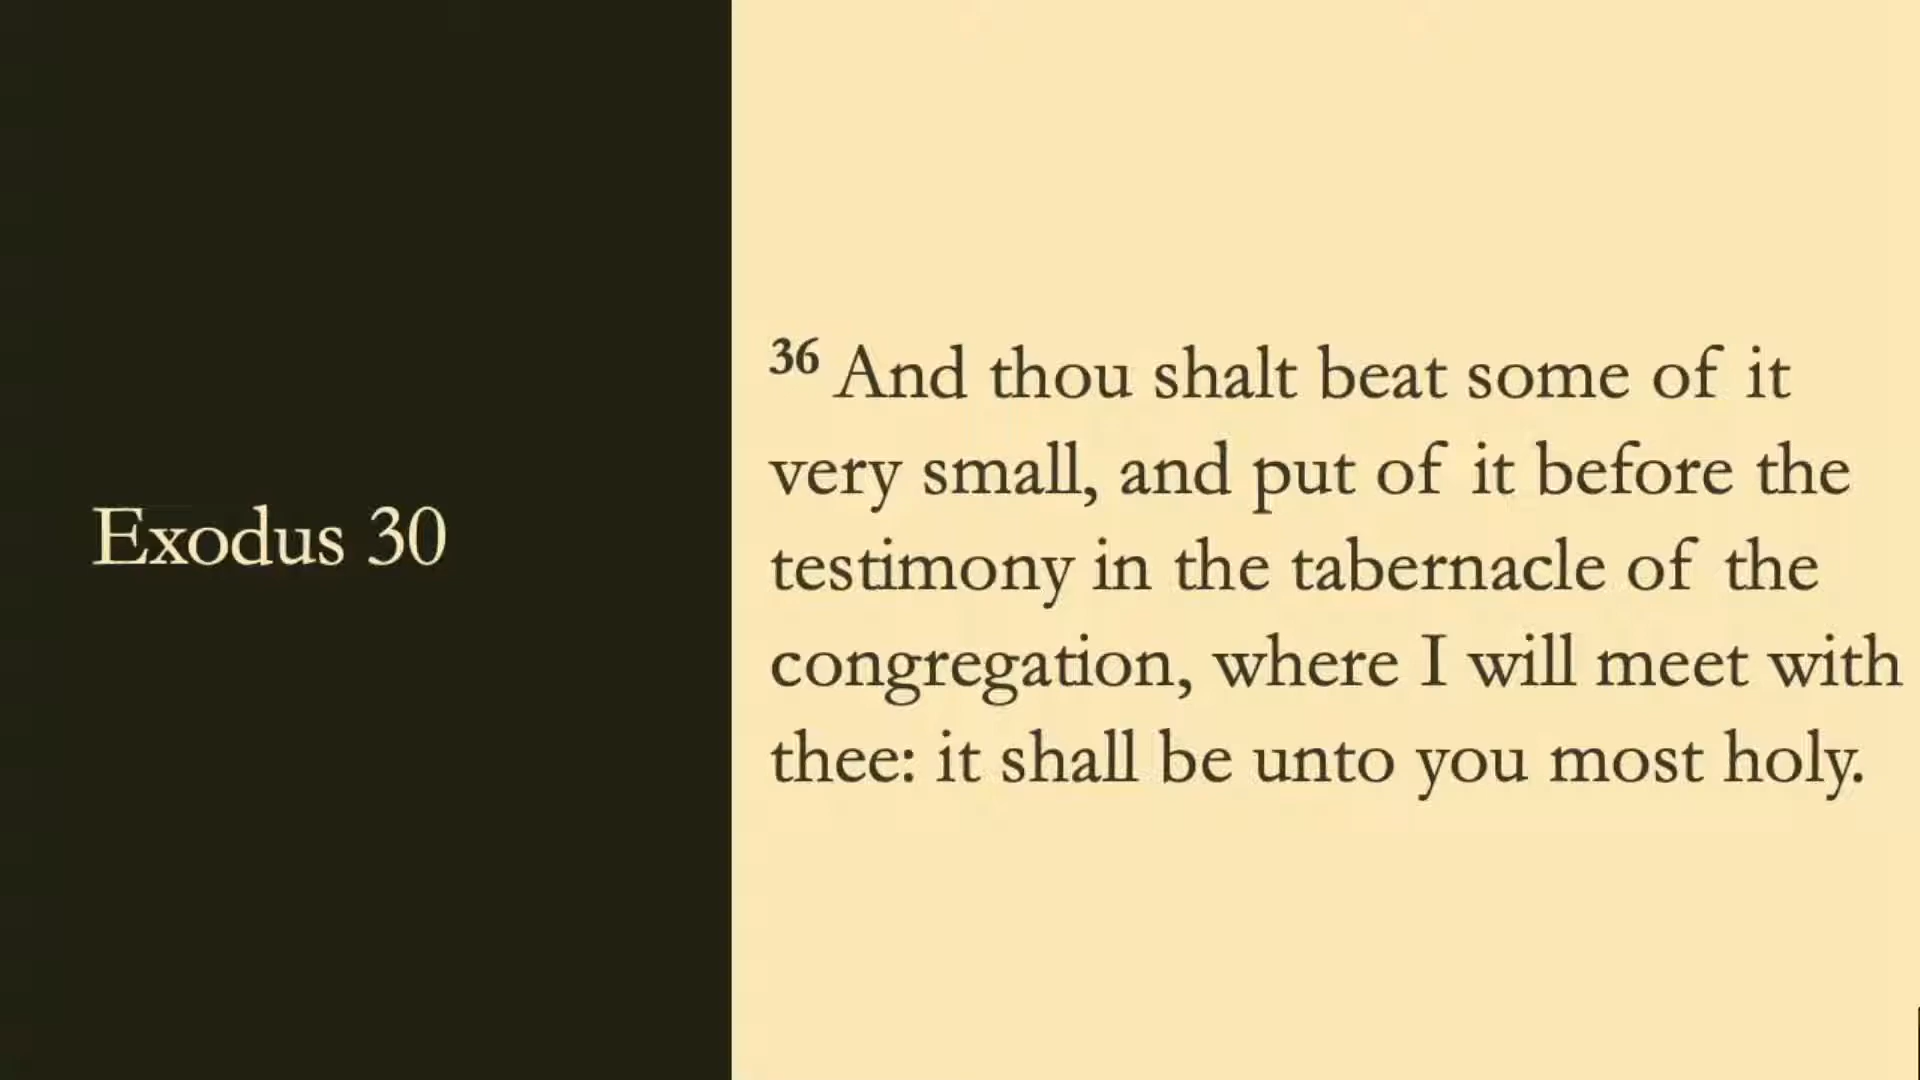 Exodus 30
36 And thou shalt beat some of it
very small, and put of it before the
testimony in the tabernacle of the
congregation, where I will meet with
thee: it shall be unto you most holy.